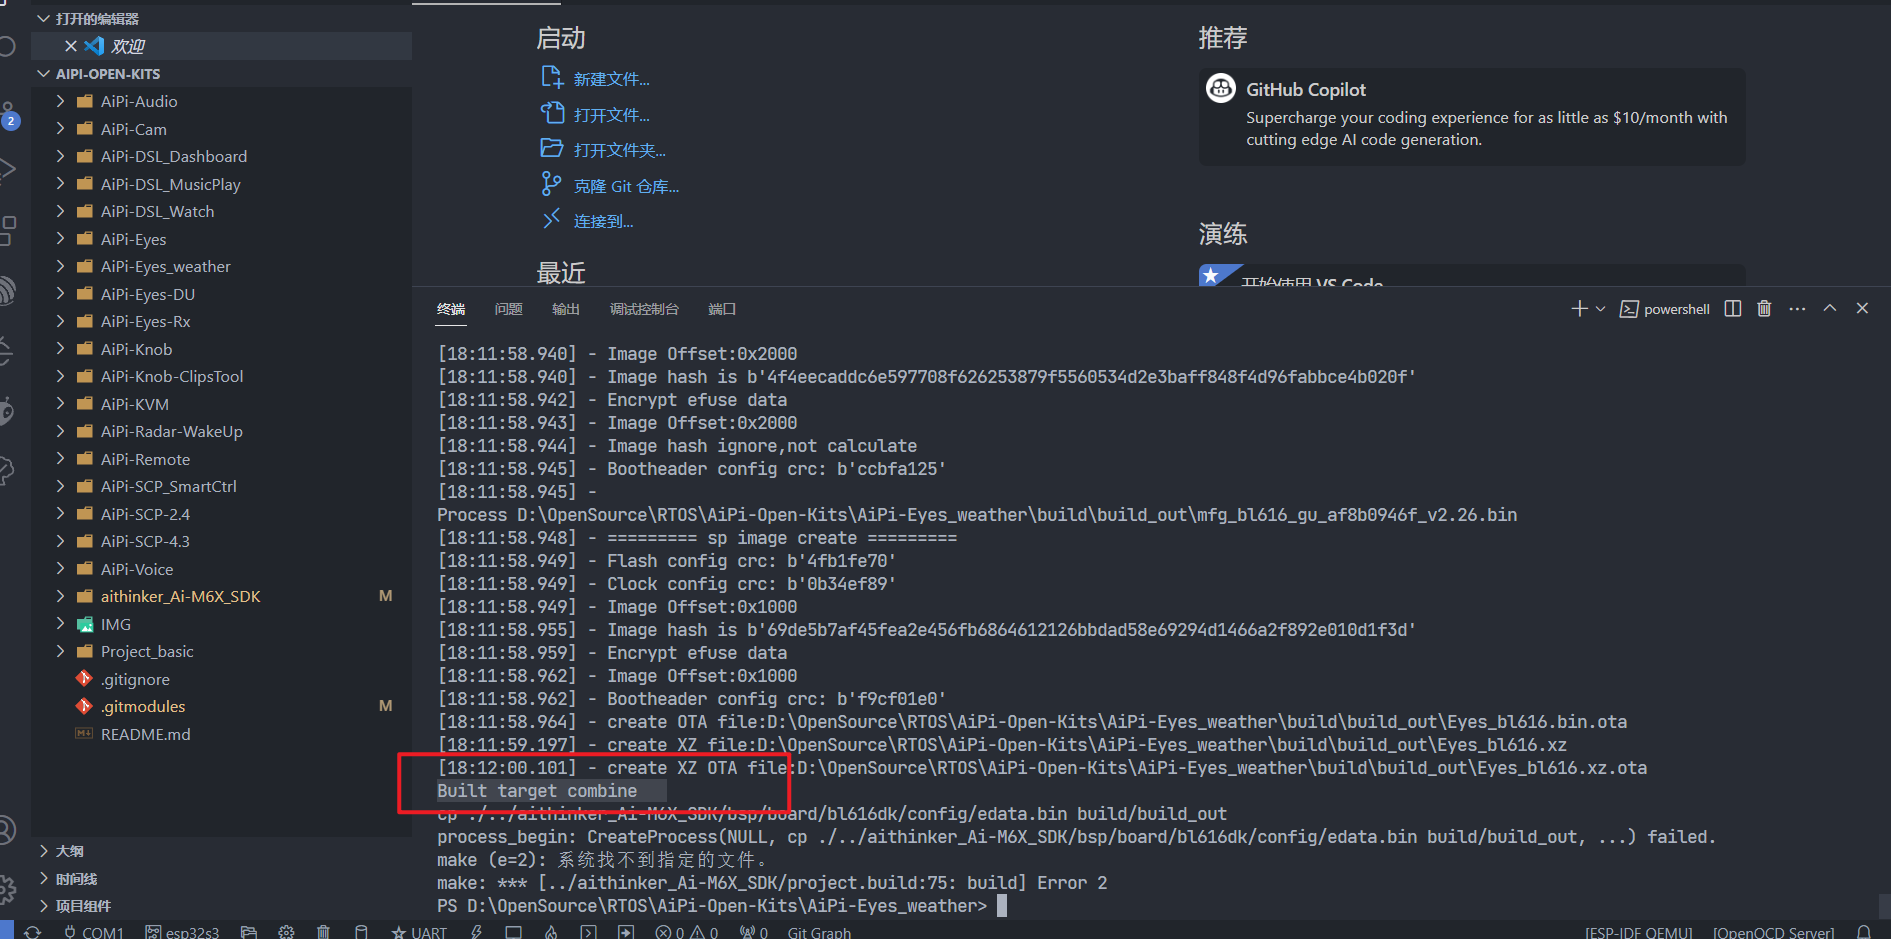 打开的编辑器
欢迎
AIPI-OPEN-KITS
AiPi-Audio
AiPi-Cam
AiPi-DSL_Dashboard
AiPi-DSL_MusicPlay
AiPi-DSL_Watch
AiPi-Eyes
AiPi-Eyes_weather
AiPi-Eyes-DU
AiPi-Eyes-Rx
AiPi-Knob
AiPi-Knob-ClipsTool
AiPi-KVM
AiPi-Radar-WakeUp
AiPi-Remote
AiPi-SCP_SmartCtrl
AiPi-SCP-2.4
AiPi-SCP-4.3
AiPi-Voice
aithinker_Ai-M6X_SDK M
IMG
Project_basic
.gitignore
.gitmodules M
README.md
大纲
时间线
项目组件
2
启动
新建文件...
打开文件...
打开文件夹...
克隆 Git 仓库...
连接到...
最近
推荐
GitHub Copilot
Supercharge your coding experience for as little as $10/month with
cutting edge AI code generation.
演练
开始使用 VS Code
终端 问题 输出 调试控制台 端口 powershell
[18:11:58.940] - Image Offset:0x2000
[18:11:58.940] - Image hash is b'4f4eecaddc6e597708f626253879f5560534d2e3baff848f4d96fabbce4b020f'
[18:11:58.942] - Encrypt efuse data
[18:11:58.943] - Image Offset:0x2000
[18:11:58.944] - Image hash ignore,not calculate
[18:11:58.945] - Bootheader config crc: b'ccbfa125'
[18:11:58.945] -
Process D:\OpenSource\RTOS\AiPi-Open-Kits\AiPi-Eyes_weather\build\build_out\mfg_bl616_gu_af8b0946f_v2.26.bin
[18:11:58.948] - ========= sp image create =========
[18:11:58.949] - Flash config crc: b'4fb1fe70'
[18:11:58.949] - Clock config crc: b'0b34ef89'
[18:11:58.949] - Image Offset:0x1000
[18:11:58.955] - Image hash is b'69de5b7af45fea2e456fb6864612126bbdad58e69294d1466a2f892e010d1f3d'
[18:11:58.959] - Encrypt efuse data
[18:11:58.962] - Image Offset:0x1000
[18:11:58.962] - Bootheader config crc: b'f9cf01e0'
[18:11:58.964] - create OTA file:D:\OpenSource\RTOS\AiPi-Open-Kits\AiPi-Eyes_weather\build\build_out\Eyes_bl616.bin.ota
[18:11:59.197] - create XZ file:D:\OpenSource\RTOS\AiPi-Open-Kits\AiPi-Eyes_weather\build\build_out\Eyes_bl616.xz
[18:12:00.101] - create XZ OTA file:D:\OpenSource\RTOS\AiPi-Open-Kits\AiPi-Eyes_weather\build\build_out\Eyes_bl616.xz.ota
Built target combine
cp ./../aithinker_Ai-M6X_SDK/bsp/board/bl616dk/config/edata.bin build/build_out
process_begin: CreateProcess(NULL, cp ./../aithinker_Ai-M6X_SDK/bsp/board/bl616dk/config/edata.bin build/build_out, ...) failed.
make (e=2): 系统找不到指定的文件。
make: *** [../aithinker_Ai-M6X_SDK/project.build:75: build] Error 2
PS D:\OpenSource\RTOS\AiPi-Open-Kits\AiPi-Eyes_weather>
COM1 esp32s3 UART 0 0 0 Git Graph [ESP-IDF QEMU] [OpenOCD Server]